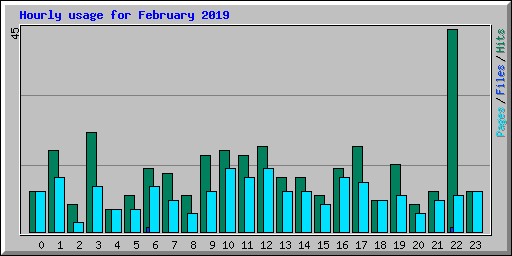 Hourly usage for February 2019
45
Pages / Files / Hits
0 1 2 3 4 5 6 7 8 9 10 11 12 13 14 15 16 17 18 19 20 21 22 23